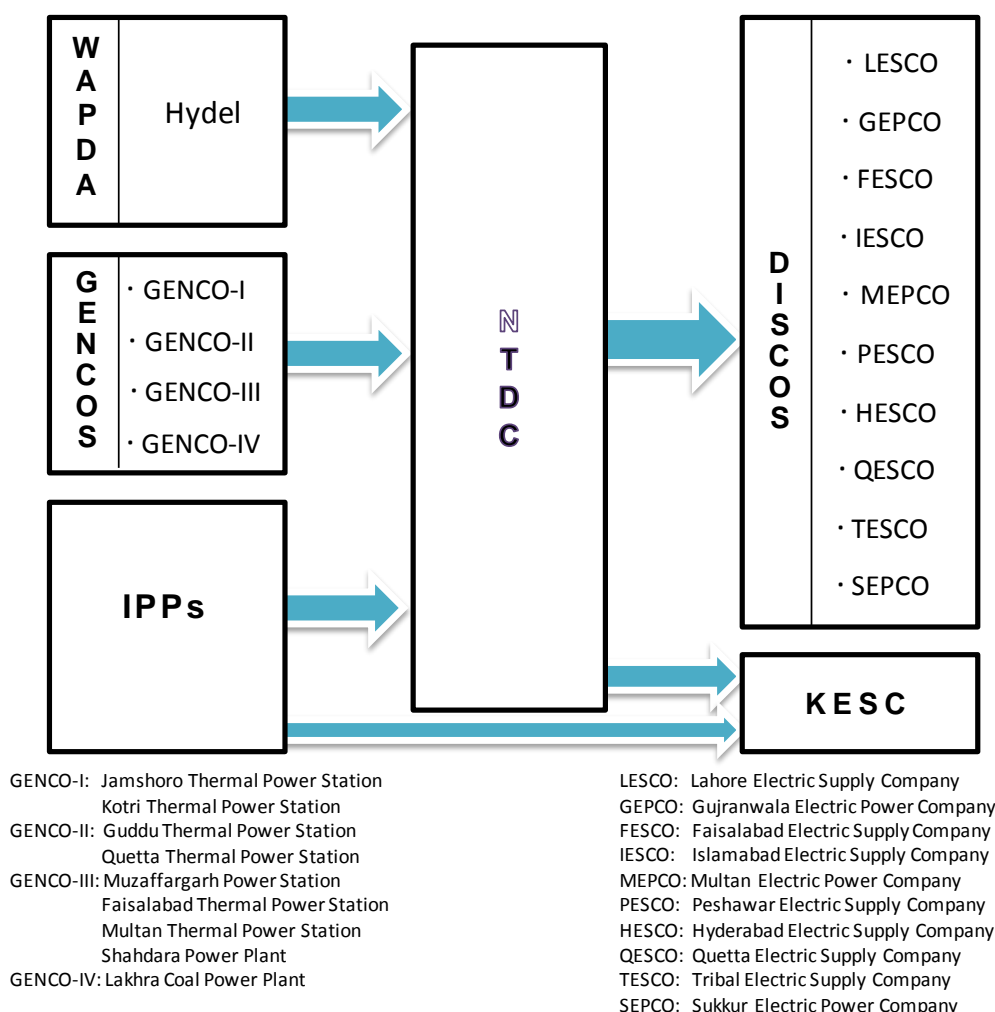 WAPDA
Hydel
GENCOS
· GENCO-I
· GENCO-II
· GENCO-III
· GENCO-IV
IPPs
NTDC
DISCOS
· LESCO
· GEPCO
· FESCO
· IESCO
· MEPCO
· PESCO
· HESCO
· QESCO
· TESCO
· SEPCO
KESC
GENCO-I: Jamshoro Thermal Power Station
Kotri Thermal Power Station
GENCO-II: Guddu Thermal Power Station
Quetta Thermal Power Station
GENCO-III: Muzaffargarh Power Station
Faisalabad Thermal Power Station
Multan Thermal Power Station
Shahdara Power Plant
GENCO-IV: Lakhra Coal Power Plant
LESCO: Lahore Electric Supply Company
GEPCO: Gujranwala Electric Power Company
FESCO: Faisalabad Electric Supply Company
IESCO: Islamabad Electric Supply Company
MEPCO: Multan Electric Power Company
PESCO: Peshawar Electric Supply Company
HESCO: Hyderabad Electric Supply Company
QESCO: Quetta Electric Supply Company
TESCO: Tribal Electric Supply Company
SEPCO: Sukkur Electric Power Company